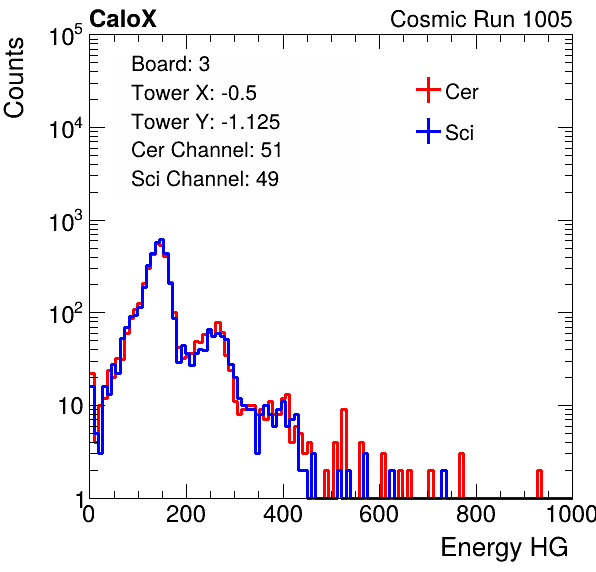 CaloX
Cosmic Run 1005
Counts
Board: 3
Tower X: -0.5
Tower Y: -1.125
Cer Channel: 51
Sci Channel: 49
Cer
Sci
10^5
10^4
10^3
10^2
10
1
0 200 400 600 800 1000
Energy HG